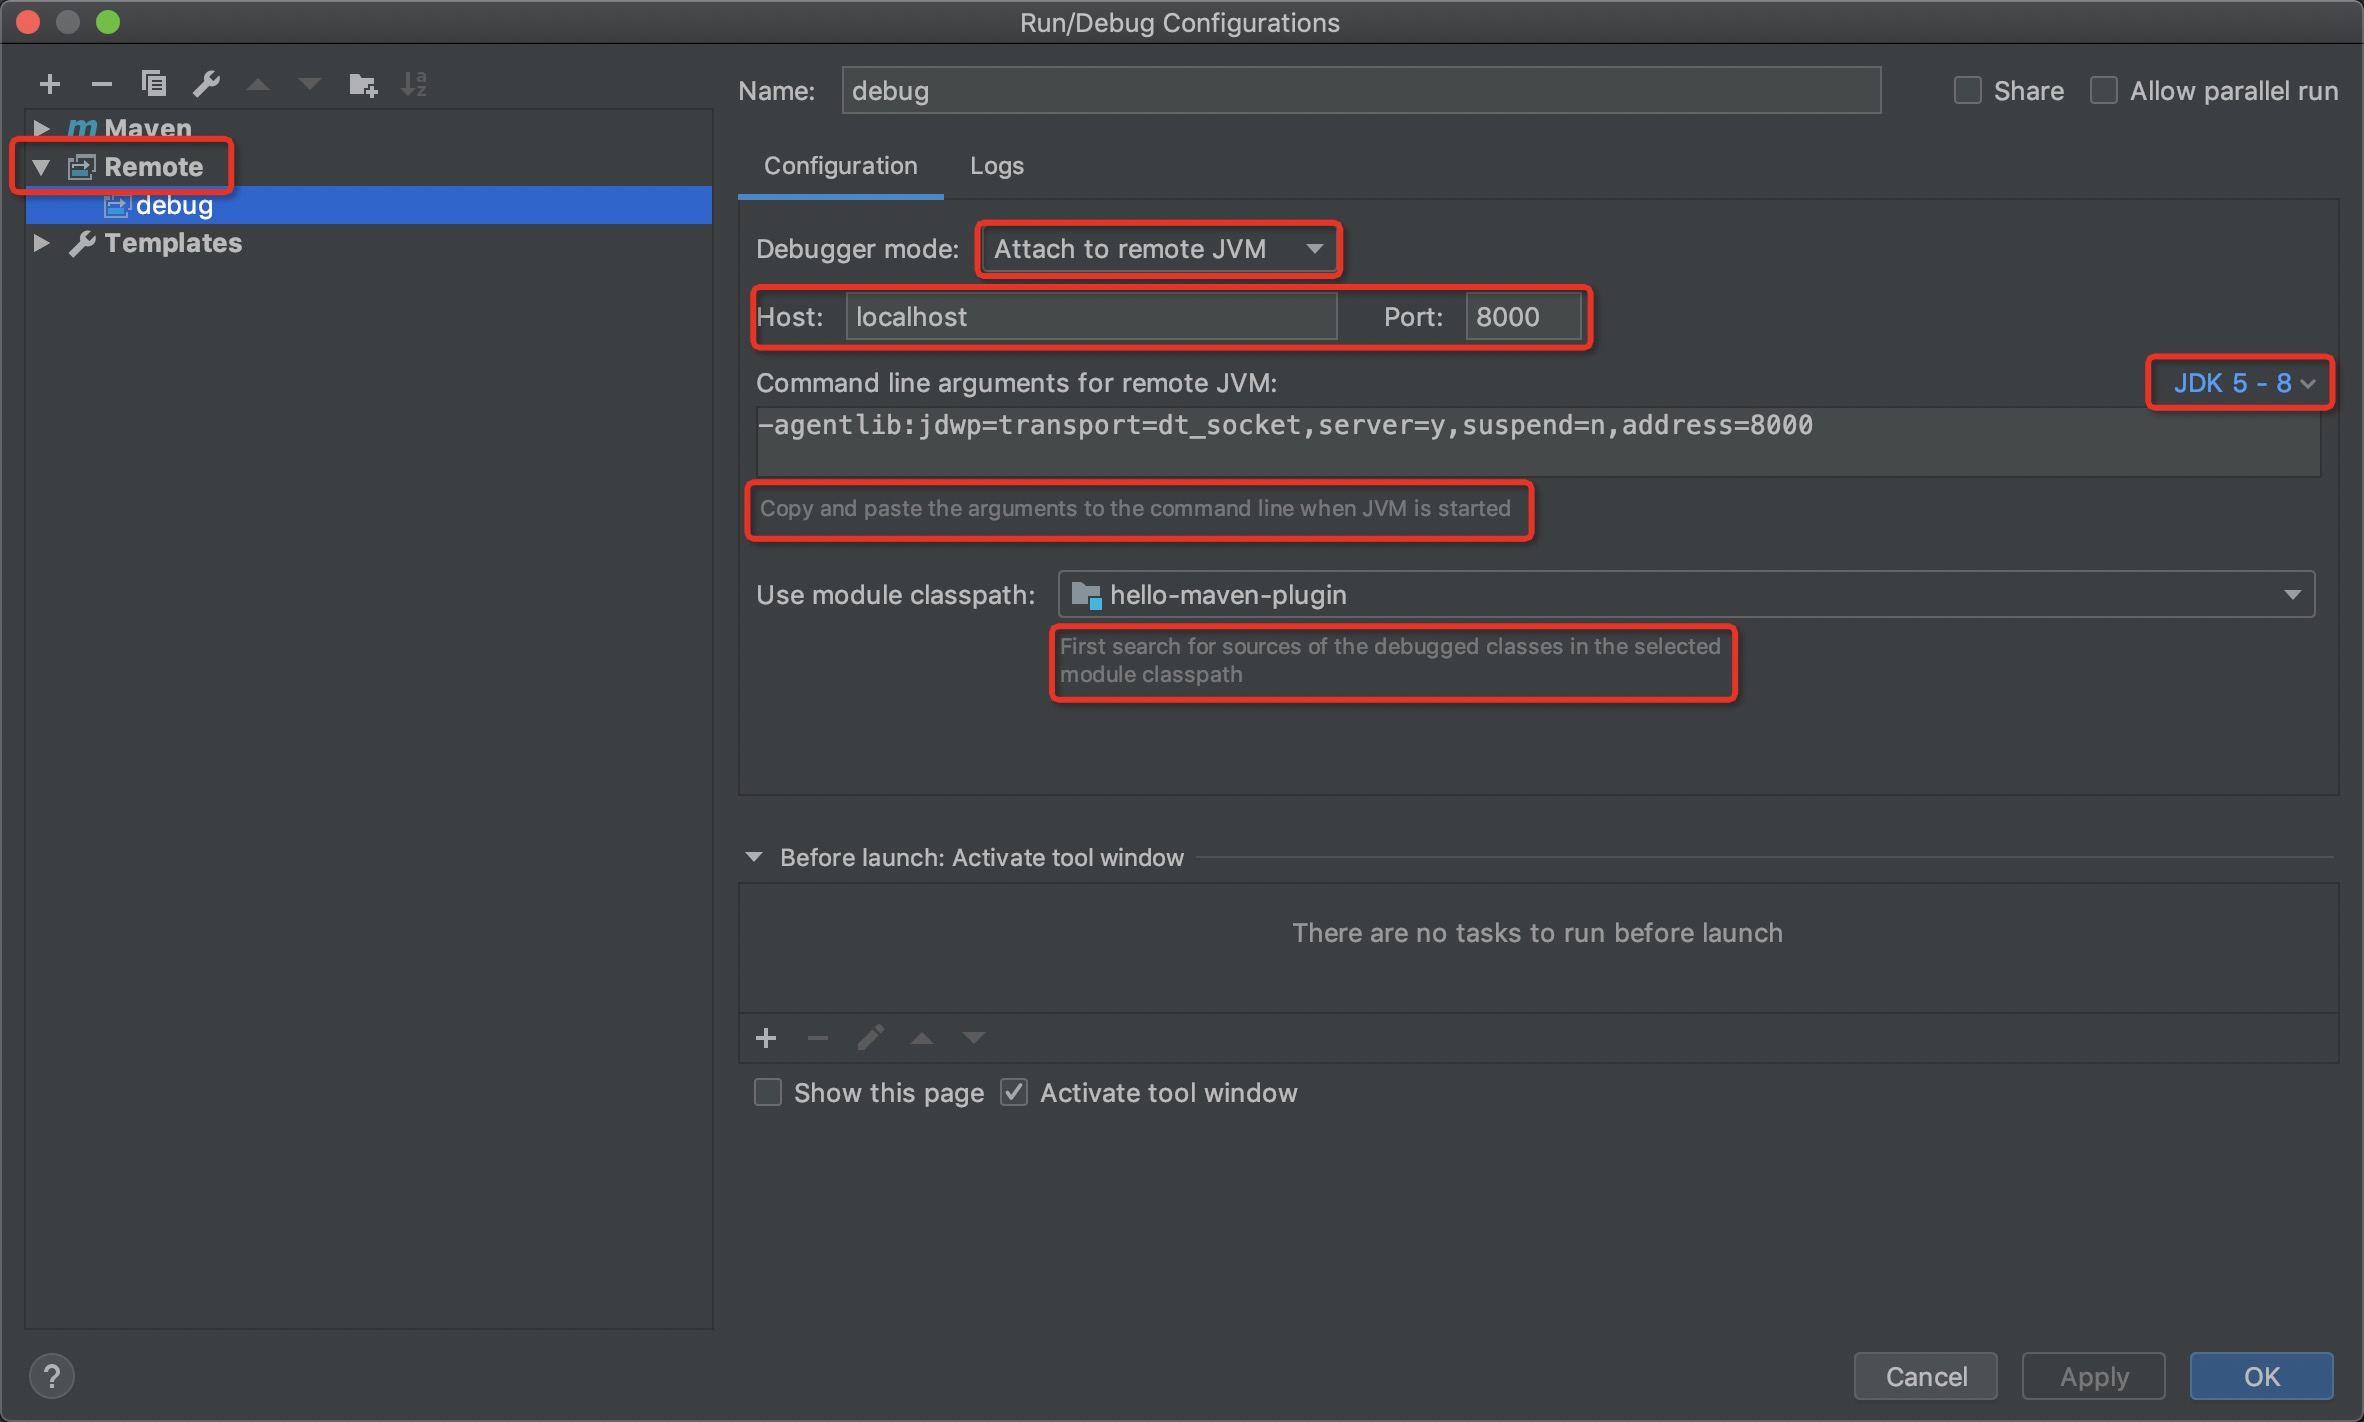 Run/Debug Configurations
Maven
Remote
debug
Templates
Name: debug Share Allow parallel run
Configuration Logs
Debugger mode: Attach to remote JVM
Host: localhost Port: 8000
Command line arguments for remote JVM: JDK 5 - 8
-agentlib:jdwp=transport=dt_socket,server=y,suspend=n,address=8000
Copy and paste the arguments to the command line when JVM is started
Use module classpath: hello-maven-plugin
First search for sources of the debugged classes in the selected
module classpath
Before launch: Activate tool window
There are no tasks to run before launch
Show this page Activate tool window
? Cancel Apply OK